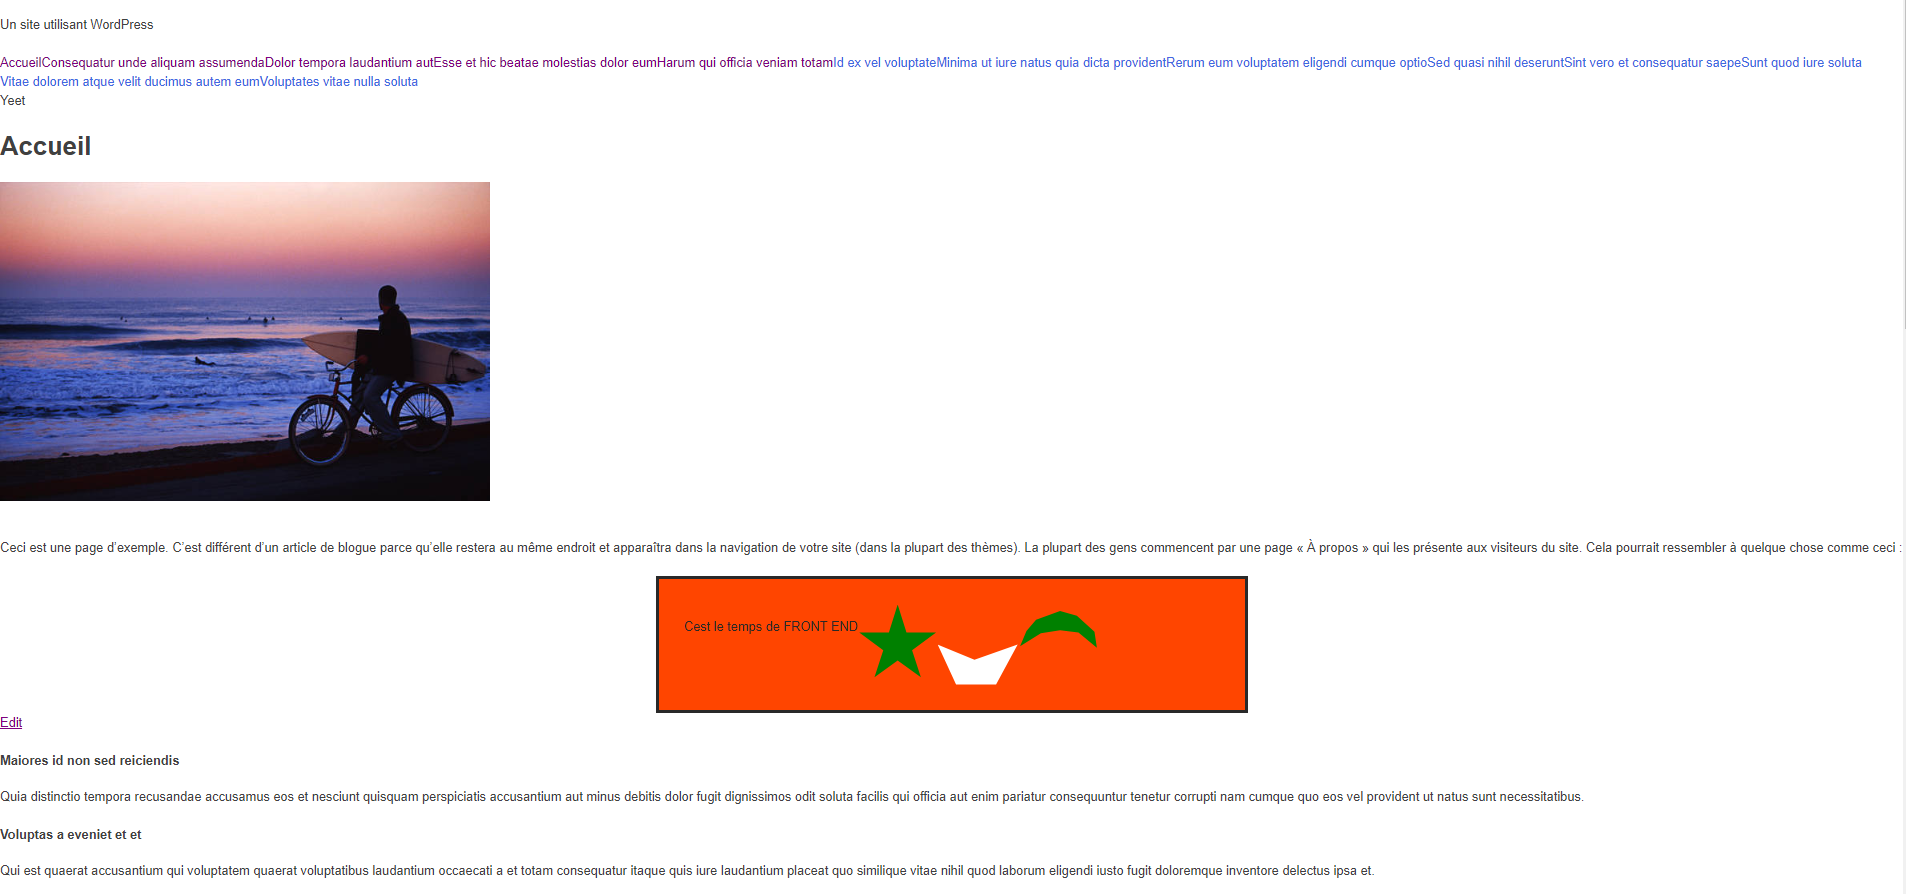 Un site utilisant WordPress
AccueilConsequatur unde aliquam assumendaDolor tempora laudantium autEsse et hic beatae molestias dolor eumHarum qui officia veniam totamId ex vel voluptateMinima ut iure natus quia dicta providentRerum eum voluptatem eligendi cumque optioSed quasi nihil deseruntSint vero et consequatur saepeSunt quod iure soluta
Vitae dolorem atque velit ducimus autem eumVoluptates vitae nulla soluta
Yeet
Accueil
Ceci est une page d’exemple. C’est différent d’un article de blogue parce qu’elle restera au même endroit et apparaîtra dans la navigation de votre site (dans la plupart des thèmes). La plupart des gens commencent par une page « À propos » qui les présente aux visiteurs du site. Cela pourrait ressembler à quelque chose comme ceci :
Cest le temps de FRONT END
Edit
Maiores id non sed reiciendis
Quia distinctio tempora recusandae accusamus eos et nesciunt quisquam perspiciatis accusantium aut minus debitis dolor fugit dignissimos odit soluta facilis qui officia aut enim pariatur consequuntur tenetur corrupti nam cumque quo eos vel provident ut natus sunt necessitatibus.
Voluptas a eveniet et et
Qui est quaerat accusantium qui voluptatem quaerat voluptatibus laudantium occaecati a et totam consequatur itaque quis iure laudantium placeat quo similique vitae nihil quod laborum eligendi iusto fugit doloremque inventore delectus ipsa et.